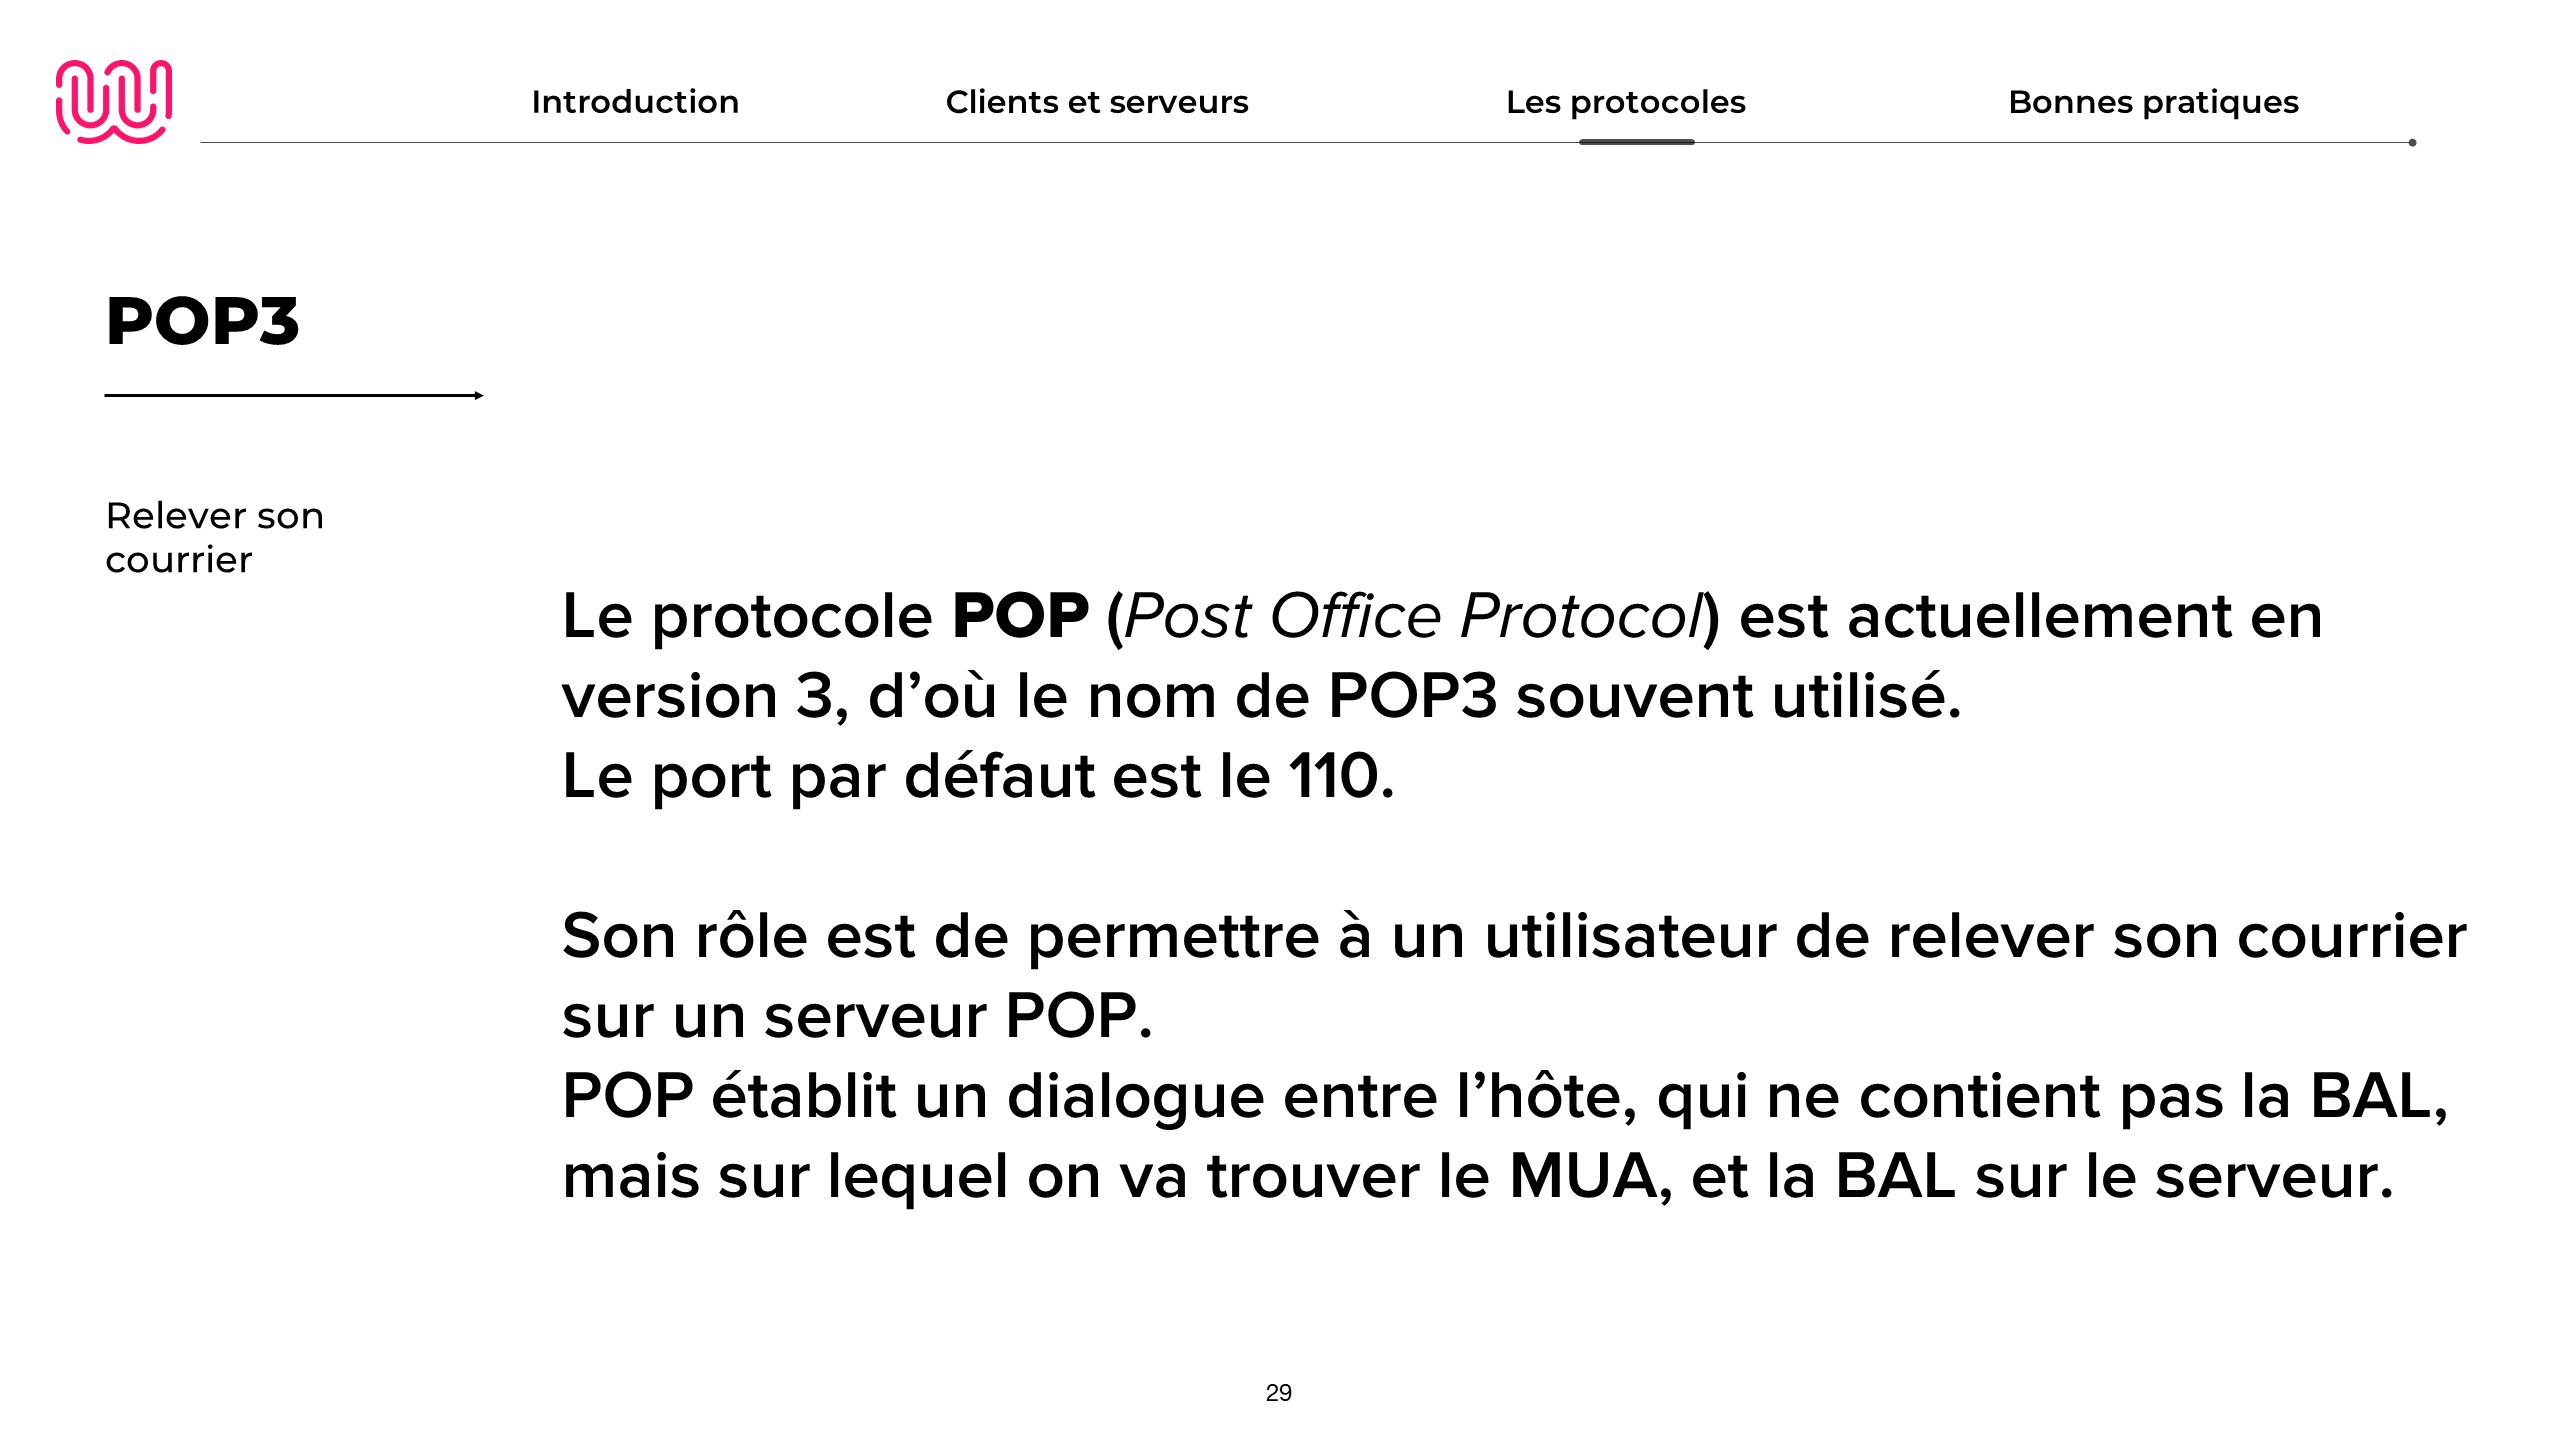 Introduction
Clients et serveurs
Les protocoles
Bonnes pratiques
POP3
Relever son
courrier
Le protocole POP (Post Office Protocol) est actuellement en
version 3, d’où le nom de POP3 souvent utilisé.
Le port par défaut est le 110.
Son rôle est de permettre à un utilisateur de relever son courrier
sur un serveur POP.
POP établit un dialogue entre l’hôte, qui ne contient pas la BAL,
mais sur lequel on va trouver le MUA, et la BAL sur le serveur.
29